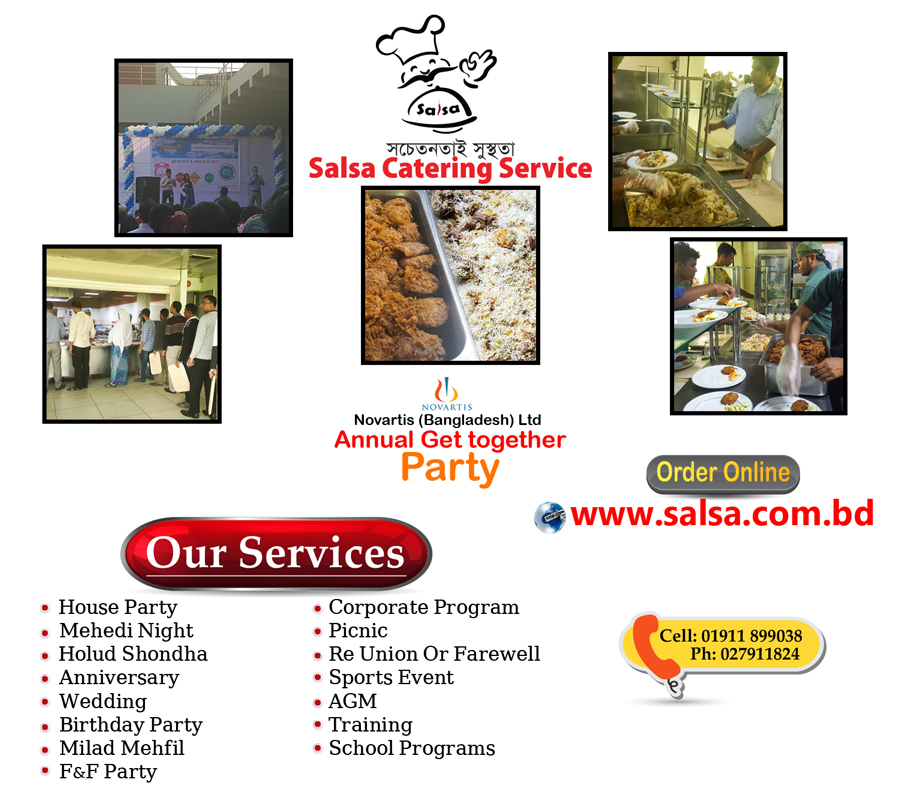 Salsa
সচেতনতাই সুস্থতা
Salsa Catering Service
NOVARTIS
Novartis (Bangladesh) Ltd
Annual Get together
Party
Order Online
www.salsa.com.bd
Our Services
House Party
Mehedi Night
Holud Shondha
Anniversary
Wedding
Birthday Party
Milad Mehfil
F&F Party
Corporate Program
Picnic
Re Union Or Farewell
Sports Event
AGM
Training
School Programs
Cell: 01911 899038
Ph: 027911824